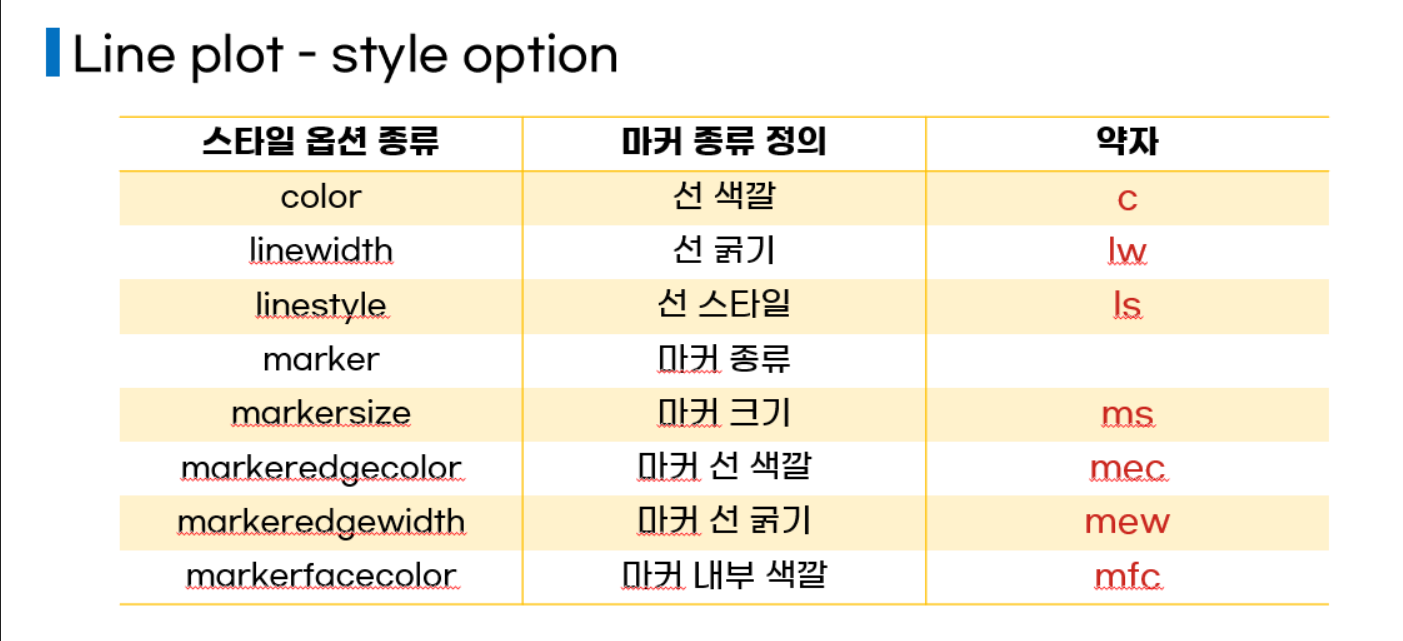 Line plot - style option
스타일 옵션 종류 마커 종류 정의 약자
color 선 색깔 c
linewidth 선 굵기 lw
linestyle 선 스타일 ls
marker 마커 종류
markersize 마커 크기 ms
markeredgecolor 마커 선 색깔 mec
markeredgewidth 마커 선 굵기 mew
markerfacecolor 마커 내부 색깔 mfc